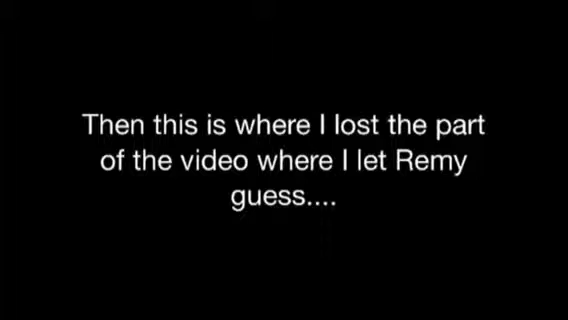 Then this is where I lost the part
of the video where I let Remy
guess....